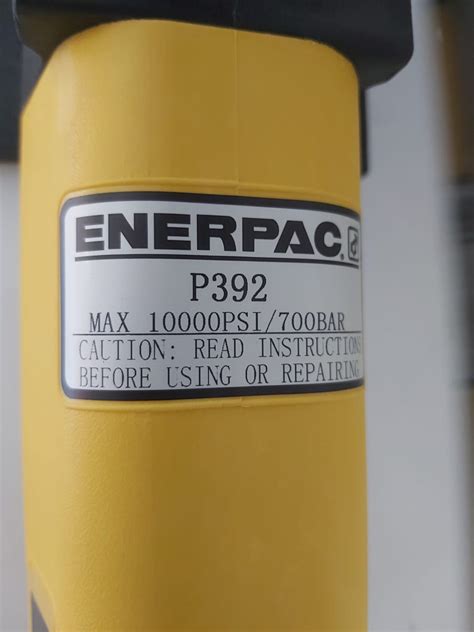 ENERPAC®
P392
MAX 10000PSI/700BAR
CAUTION: READ INSTRUCTIONS
BEFORE USING OR REPAIRING